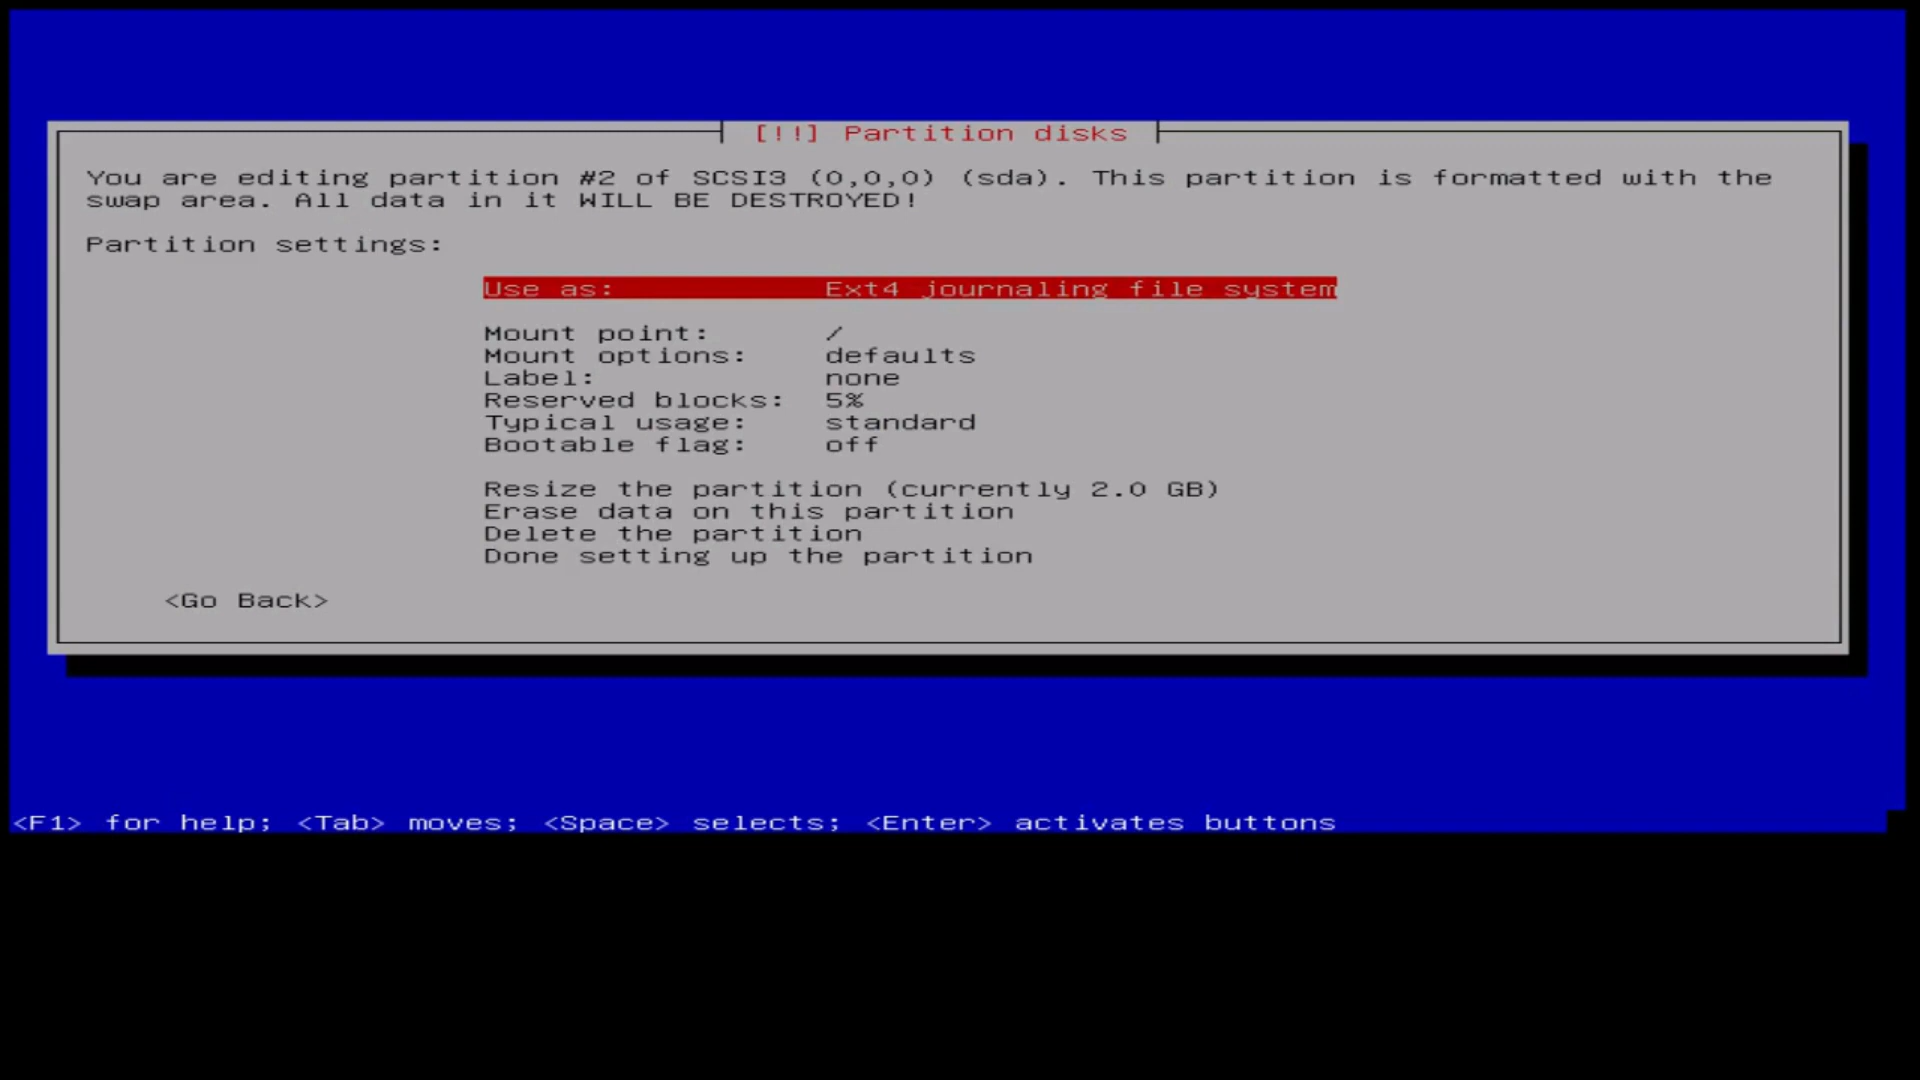 [!!] Partition disks
You are editing partition #2 of SCSI3 (0,0,0) (sda). This partition is formatted with the
swap area. All data in it WILL BE DESTROYED!
Partition settings:
Use as: Ext4 journaling file system
Mount point: /
Mount options: defaults
Label: none
Reserved blocks: 5%
Typical usage: standard
Bootable flag: off
Resize the partition (currently 2.0 GB)
Erase data on this partition
Delete the partition
Done setting up the partition
<Go Back>
<F1> for help; <Tab> moves; <Space> selects; <Enter> activates buttons